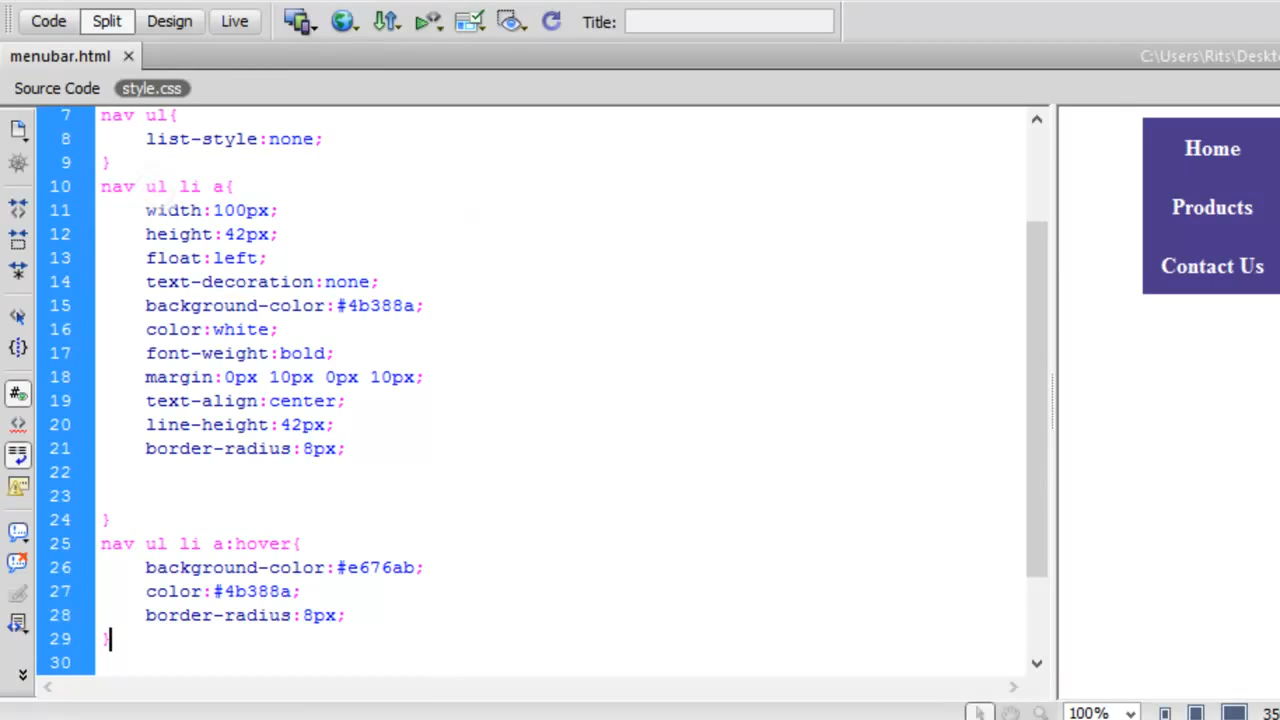 Code Split Design Live Title:
menubar.html × C:\Users\Rits\Deskt
Source Code style.css
7 nav ul{
8 list-style:none;
9 }
10 nav ul li a{
11 width:100px;
12 height:42px;
13 float:left;
14 text-decoration:none;
15 background-color:#4b388a;
16 color:white;
17 font-weight:bold;
18 margin:0px 10px 0px 10px;
19 text-align:center;
20 line-height:42px;
21 border-radius:8px;
22
23
24 }
25 nav ul li a:hover{
26 background-color:#e676ab;
27 color:#4b388a;
28 border-radius:8px;
29 }
30
Home
Products
Contact Us
100% 35